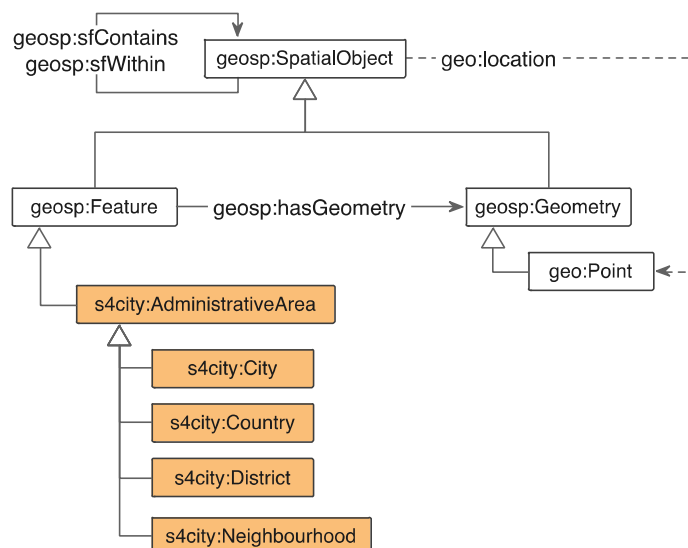 geosp:sfContains
geosp:sfWithin
geosp:SpatialObject
geo:location
geosp:Feature
geosp:hasGeometry
geosp:Geometry
geo:Point
s4city:AdministrativeArea
s4city:City
s4city:Country
s4city:District
s4city:Neighbourhood